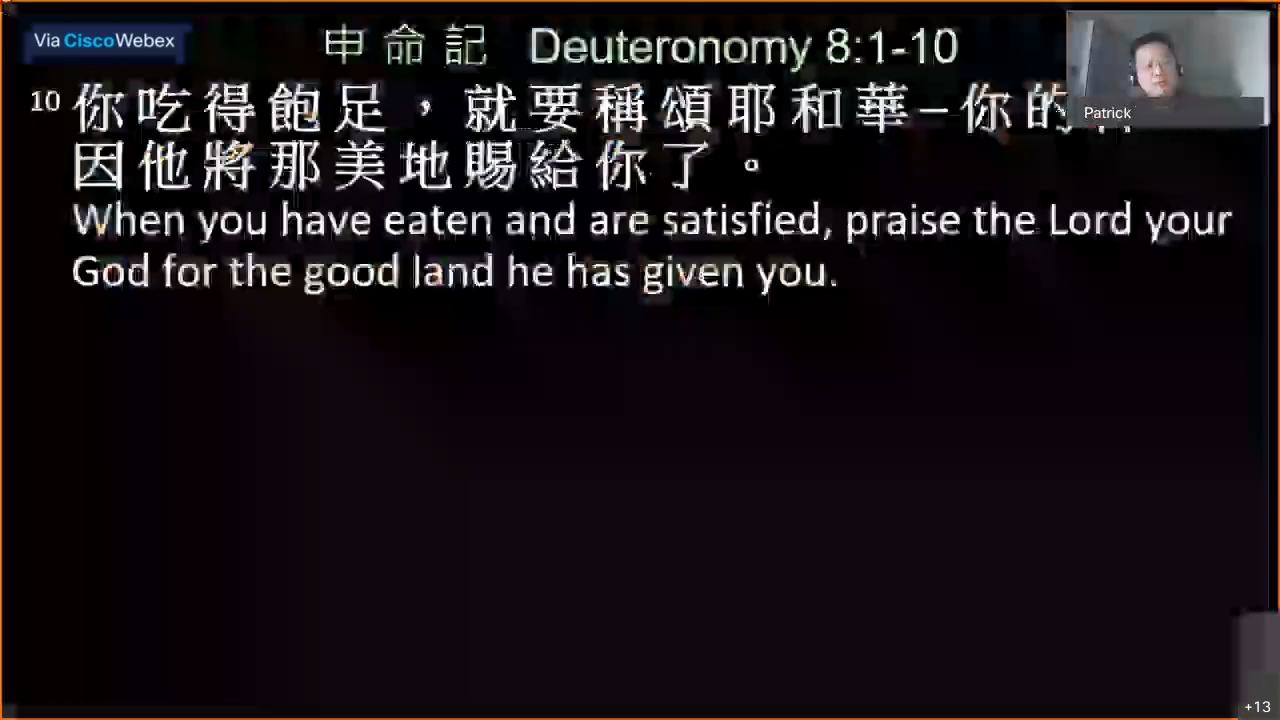 Via CiscoWebex
申命記 Deuteronomy 8:1-10
Patrick
10 你吃得飽足，就要稱頌耶和華–你的
因他將那美地賜給你了。
When you have eaten and are satisfied, praise the Lord your
God for the good land he has given you.
+13